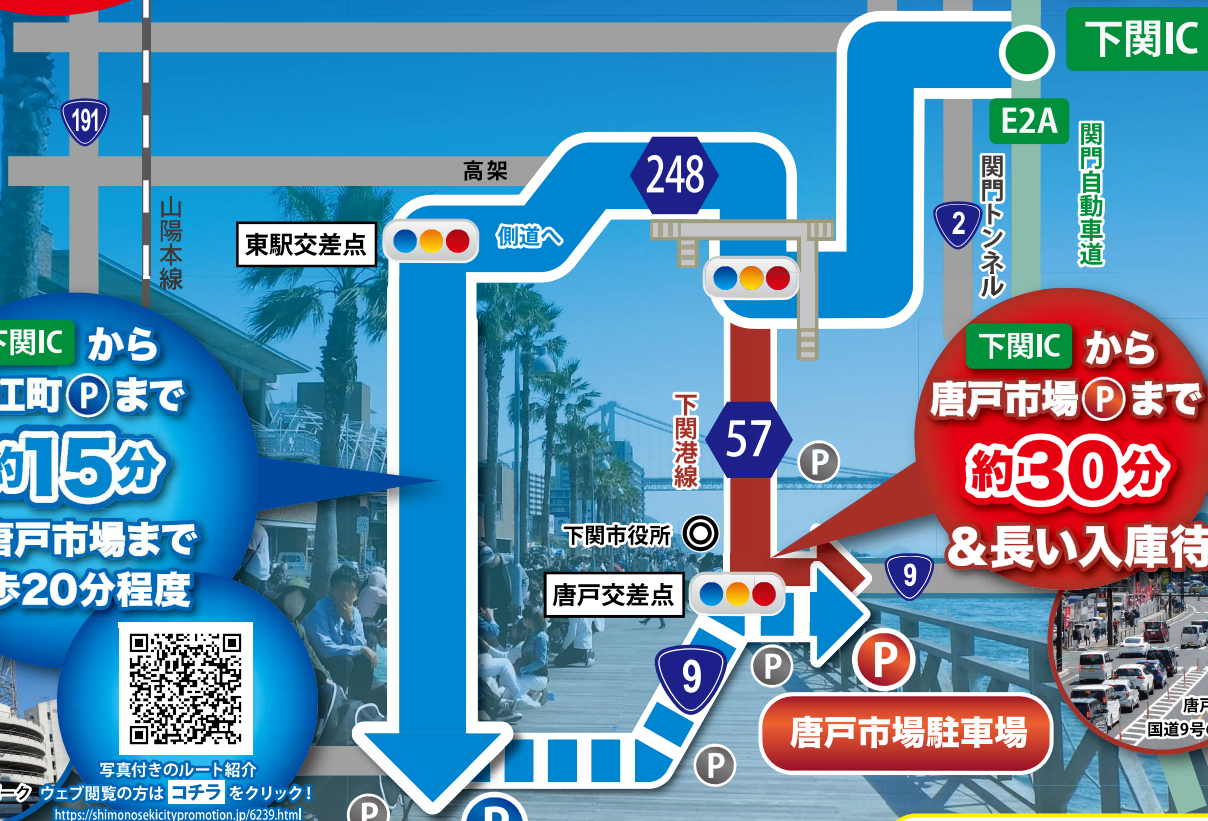 下関IC
E2A
関門自動車道
191
山陽本線
高架
248
2
関門トンネル
東駅交差点
側道へ
下関IC から
江町Pまで
約15分
唐戸市場まで
歩20分程度
下関IC から
唐戸市場Pまで
約30分
&長い入庫待
下関港線
57
P
下関市役所
唐戸交差点
9
9
P
P
唐戸市場駐車場
P
唐戸
国道9号
写真付きのルート紹介
ーク
ウェブ閲覧の方は コチラ をクリック!
https://shimonosekicitypromotion.jp/6239.html
P
P